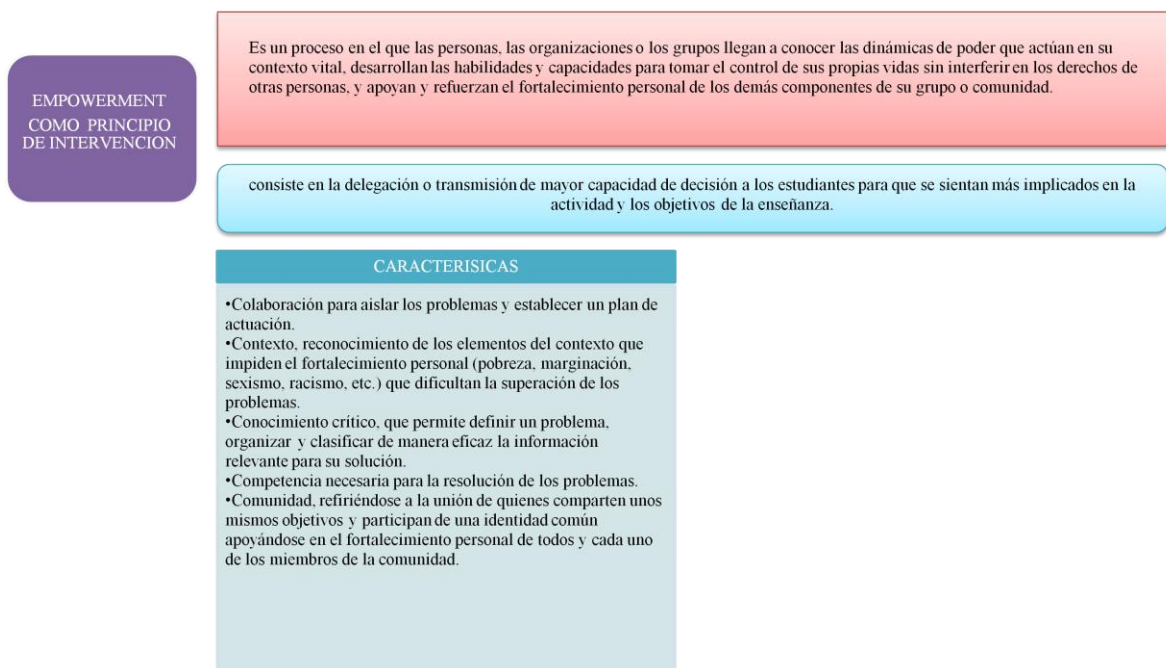 EMPOWERMENT
COMO PRINCIPIO
DE INTERVENCION
Es un proceso en el que las personas, las organizaciones o los grupos llegan a conocer las dinámicas de poder que actúan en su
contexto vital, desarrollan las habilidades y capacidades para tomar el control de sus propias vidas sin interferir en los derechos de
otras personas, y apoyan y refuerzan el fortalecimiento personal de los demás componentes de su grupo o comunidad.
consiste en la delegación o transmisión de mayor capacidad de decisión a los estudiantes para que se sientan más implicados en la
actividad y los objetivos de la enseñanza.
CARACTERISICAS
•Colaboración para aislar los problemas y establecer un plan de
actuación.
•Contexto, reconocimiento de los elementos del contexto que
impiden el fortalecimiento personal (pobreza, marginación,
sexismo, racismo, etc.) que dificultan la superación de los
problemas.
•Conocimiento crítico, que permite definir un problema,
organizar y clasificar de manera eficaz la información
relevante para su solución.
•Competencia necesaria para la resolución de los problemas.
•Comunidad, refiriéndose a la unión de quienes comparten unos
mismos objetivos y participan de una identidad común
apoyándose en el fortalecimiento personal de todos y cada uno
de los miembros de la comunidad.